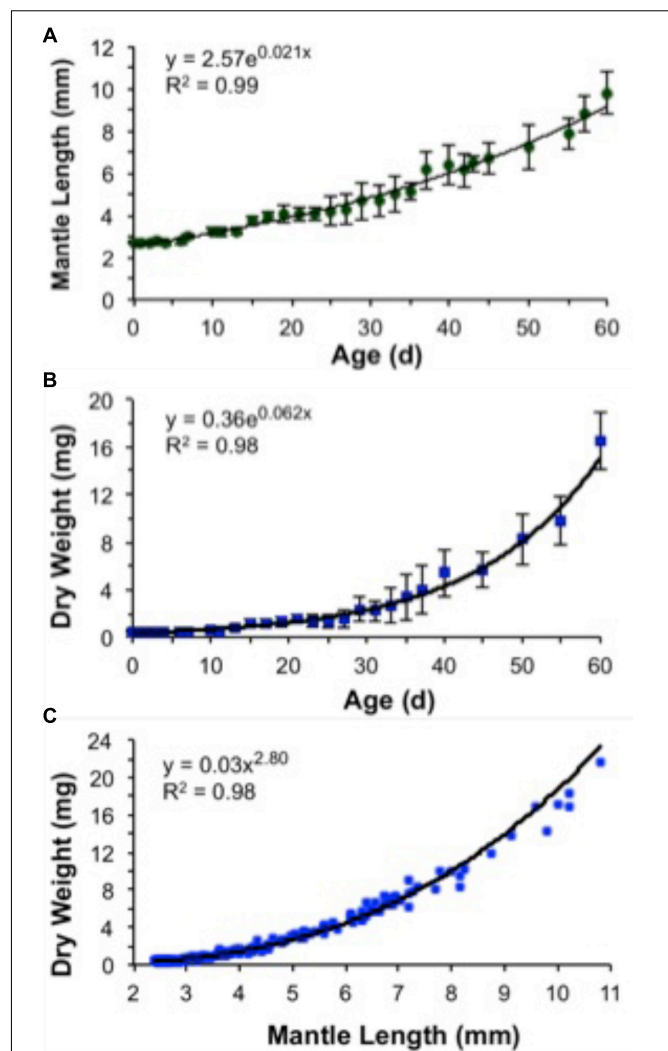 A
y = 2.57e^0.021x
R² = 0.99
Mantle Length (mm)
12
10
8
6
4
2
0
0 10 20 30 40 50 60
Age (d)
B
y = 0.36e^0.062x
R² = 0.98
Dry Weight (mg)
20
16
12
8
4
0
0 10 20 30 40 50 60
Age (d)
C
y = 0.03x^2.80
R² = 0.98
Dry Weight (mg)
24
20
16
12
8
4
0
2 3 4 5 6 7 8 9 10 11
Mantle Length (mm)